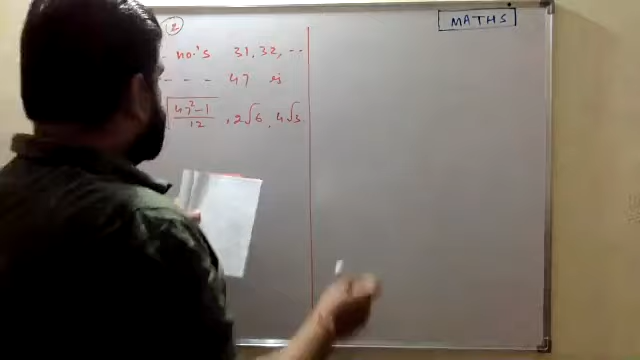 MATHS
2
no.'s 31, 32, --
- - - - 47 is
√(47²-1)/12 , 2√6 , 4√3